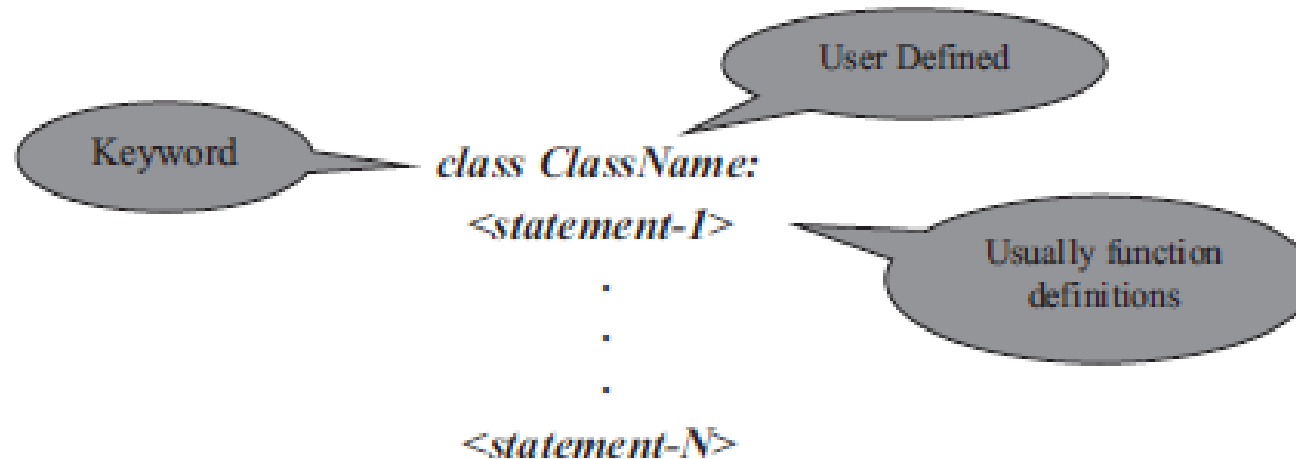 User Defined
Keyword
class ClassName:
<statement-1>
Usually function
definitions
.
.
.
<statement-N>